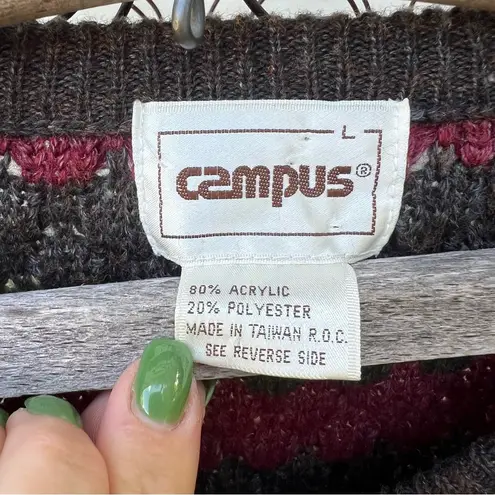 L
campus®
80% ACRYLIC
20% POLYESTER
MADE IN TAIWAN R.O.C.
SEE REVERSE SIDE